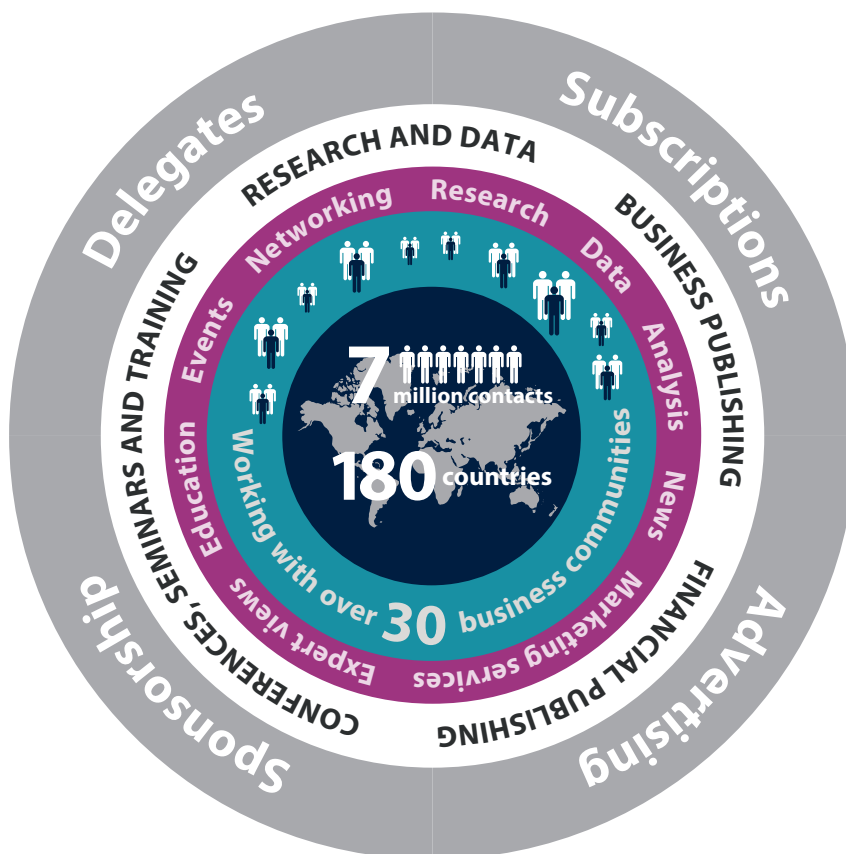 Delegates
Subscriptions
Advertising
Sponsorship
RESEARCH AND DATA
BUSINESS PUBLISHING
FINANCIAL PUBLISHING
CONFERENCES, SEMINARS AND TRAINING
Networking
Research
Data
Analysis
News
Marketing services
Expert views
Education
Events
Working with over 30 business communities
7
million contacts
180 countries